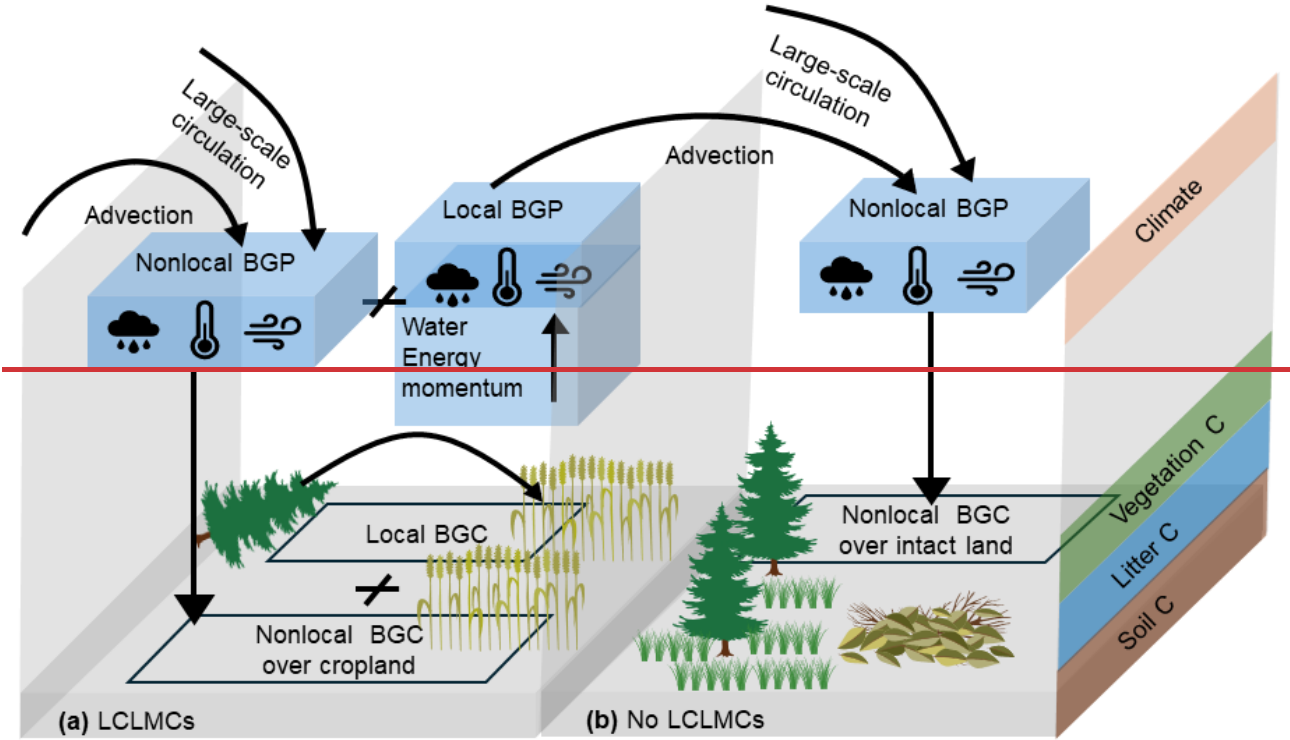 Large-scale
circulation
Advection
Nonlocal BGP
Local BGP
Water
Energy
momentum
Large-scale
circulation
Advection
Nonlocal BGP
Climate
Vegetation C
Litter C
Soil C
Local BGC
Nonlocal BGC
over cropland
Nonlocal BGC
over intact land
(a) LCLMCs
(b) No LCLMCs